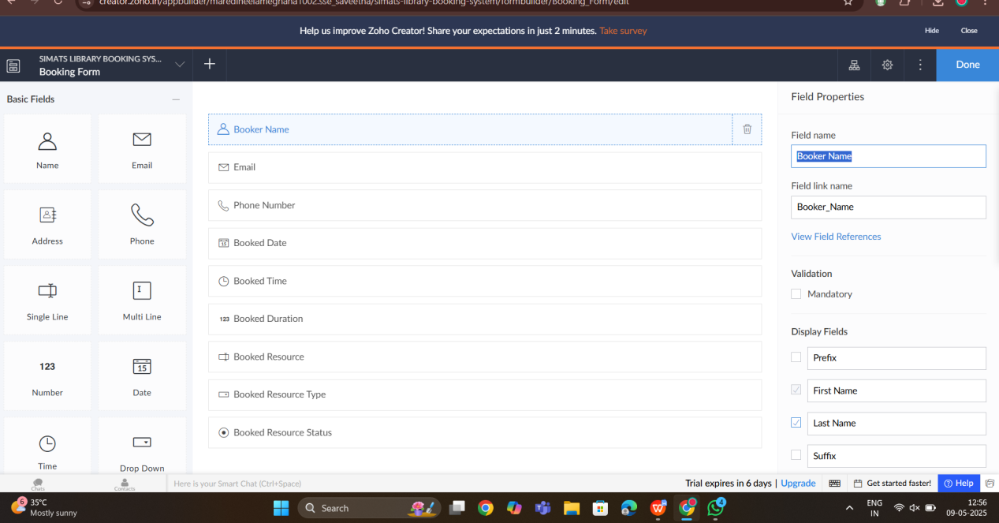 creator.zoho.in/appbuilder/maredineelameghana1002.sse_saveetha/simats-library-booking-system/formbuilder/Booking_Form/edit
Help us improve Zoho Creator! Share your expectations in just 2 minutes. Take survey
Hide
Close
SIMATS LIBRARY BOOKING SYS...
Booking Form
Done
Basic Fields
Name
Email
Address
Phone
Single Line
Multi Line
123
Number
15
Date
Time
Drop Down
Booker Name
Email
Phone Number
15 Booked Date
Booked Time
123 Booked Duration
Booked Resource
Booked Resource Type
Booked Resource Status
Field Properties
Field name
Booker Name
Field link name
Booker_Name
View Field References
Validation
Mandatory
Display Fields
Prefix
First Name
Last Name
Suffix
Chats
Contacts
Here is your Smart Chat (Ctrl+Space)
Trial expires in 6 days | Upgrade
Get started faster!
Help
6
35°C
Mostly sunny
Search
4
ENG
IN
12:56
09-05-2025